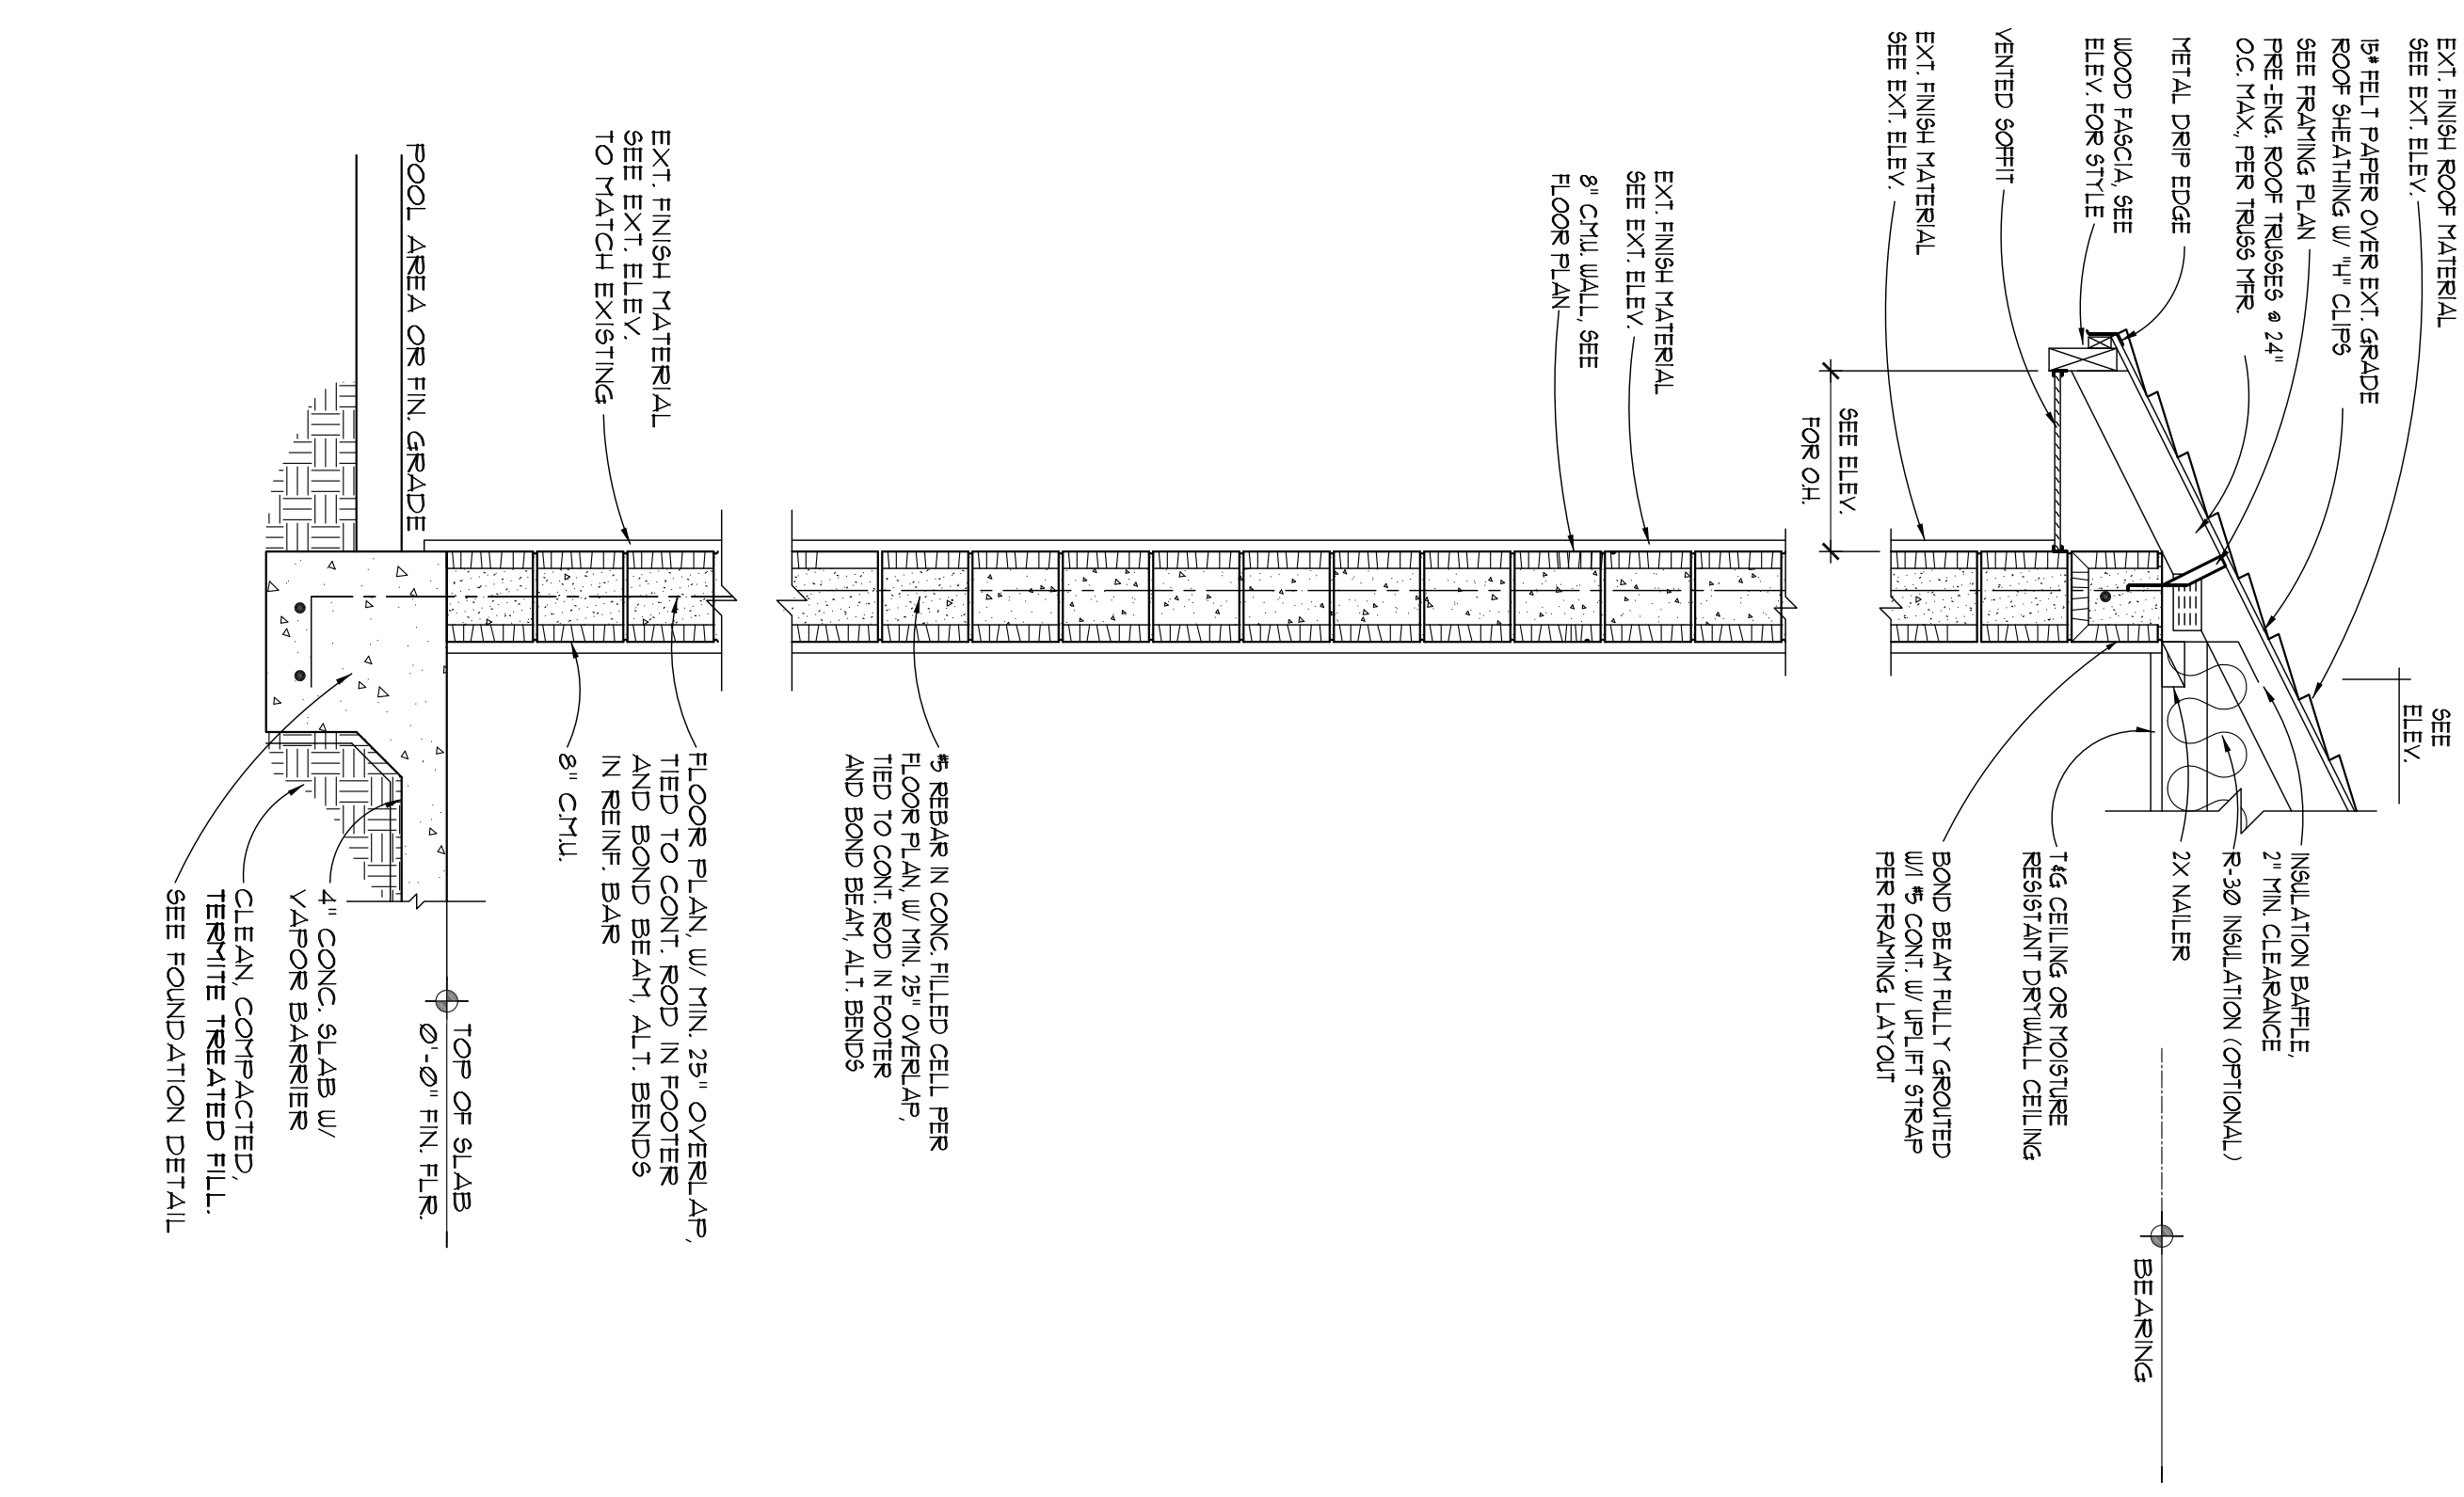 EXT. FINISH ROOF MATERIAL
SEE EXT. ELEV.
15# FELT PAPER OVER EXT. GRADE
ROOF SHEATHING W/ "H" CLIPS
SEE FRAMING PLAN
PRE-ENG. ROOF TRUSSES @ 24"
O.C. MAX., PER TRUSS MFR.
METAL DRIP EDGE
WOOD FASCIA, SEE
ELEV. FOR STYLE
VENTED SOFFIT
EXT. FINISH MATERIAL
SEE EXT. ELEV.
SEE ELEV.
FOR O.H.
SEE
ELEV.
INSULATION BAFFLE,
2" MIN. CLEARANCE
R-30 INSULATION (OPTIONAL)
2X NAILER
T&G CEILING OR MOISTURE
RESISTANT DRYWALL CEILING
BOND BEAM FULLY GROUTED
W/1 #5 CONT. W/ UPLIFT STRAP
PER FRAMING LAYOUT
BEARING
EXT. FINISH MATERIAL
SEE EXT. ELEV.
8" C.M.U. WALL, SEE
FLOOR PLAN
#5 REBAR IN CONC. FILLED CELL PER
FLOOR PLAN, W/ MIN. 25" OVERLAP,
TIED TO CONT. ROD IN FOOTER
AND BOND BEAM, ALT. BENDS
EXT. FINISH MATERIAL
SEE EXT. ELEV.
TO MATCH EXISTING
FLOOR PLAN, W/ MIN. 25" OVERLAP,
TIED TO CONT. ROD IN FOOTER
AND BOND BEAM, ALT. BENDS
IN REINF. BAR
8" C.M.U.
POOL AREA OR FIN. GRADE
TOP OF SLAB
0'-0" FIN. FLR.
4" CONC. SLAB W/
VAPOR BARRIER
CLEAN, COMPACTED,
TERMITE TREATED FILL.
SEE FOUNDATION DETAIL